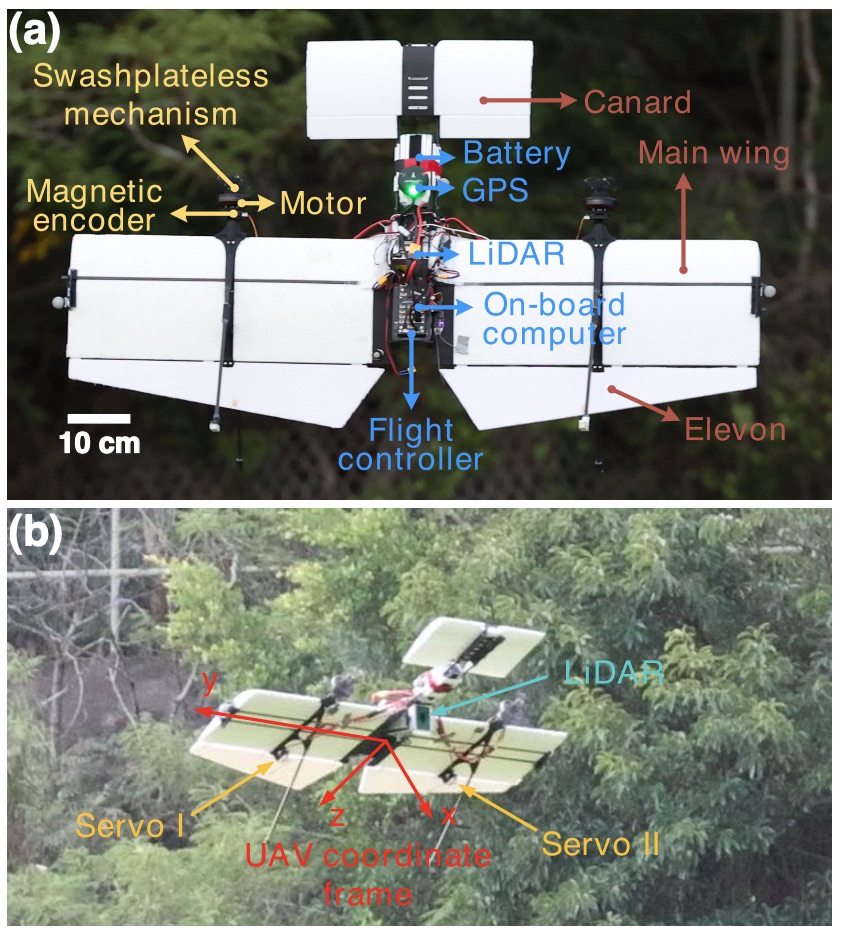 (a)
Swashplateless
mechanism
Canard
Battery
Main wing
Magnetic
encoder
Motor
GPS
LiDAR
On-board
computer
10 cm
Flight
controller
Elevon
(b)
y
LiDAR
Servo I
z
x
Servo II
UAV coordinate
frame